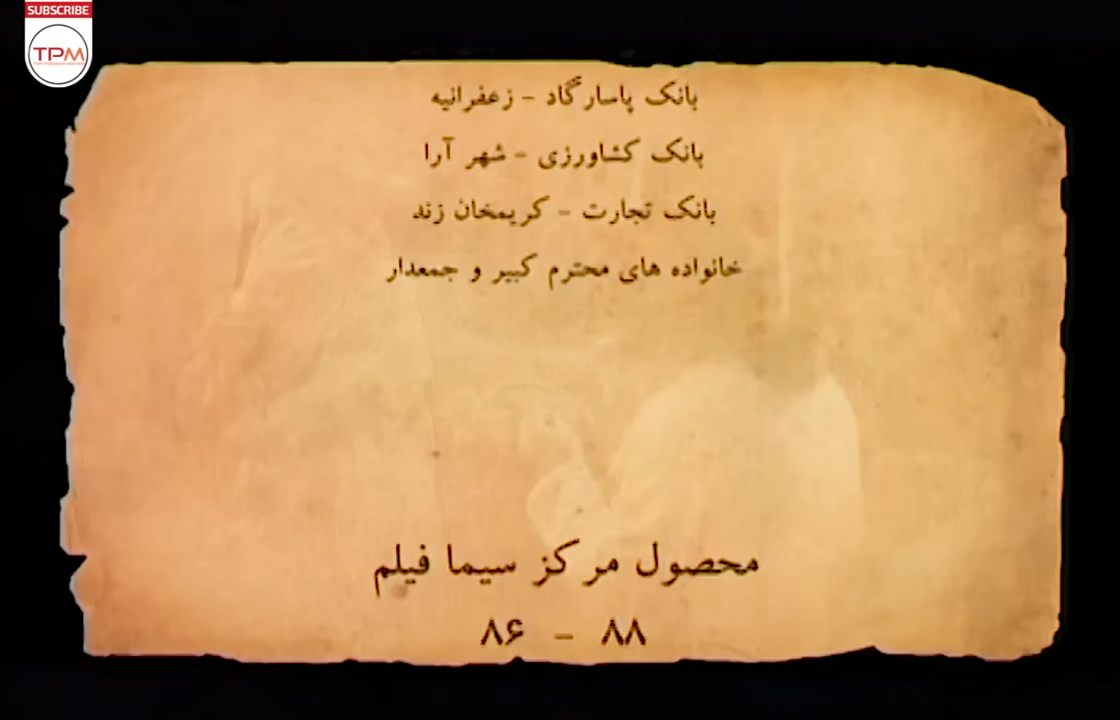 SUBSCRIBE
TPM
بانک پاسارگاد - زعفرانیه
بانک کشاورزی - شهر آرا
بانک تجارت - کریمخان زند
خانواده های محترم کبیر و جمعدار
محصول مرکز سیما فیلم
۸۶ - ۸۸